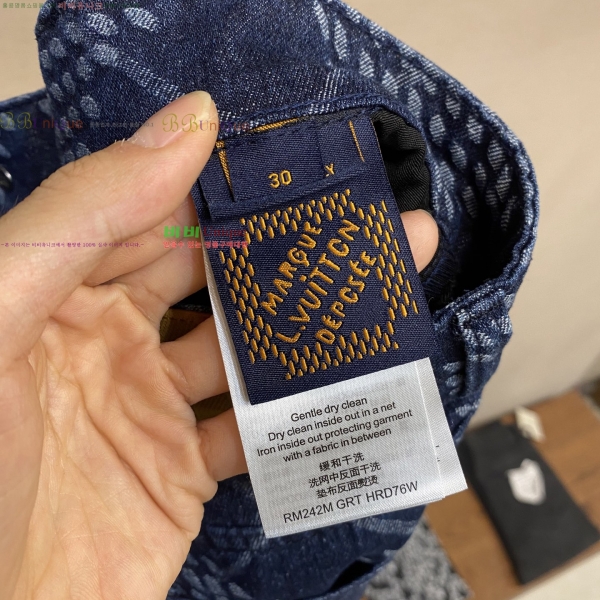 BBunique
BBunique
30
MARQUE
L.VUITTON
DÉPOSÉE
Gentle dry clean
Dry clean inside out in a net
Iron inside out protecting garment
with a fabric in between
缓和干洗
洗网中反面干洗
垫布反面熨烫
RM242M GRT HRD76W